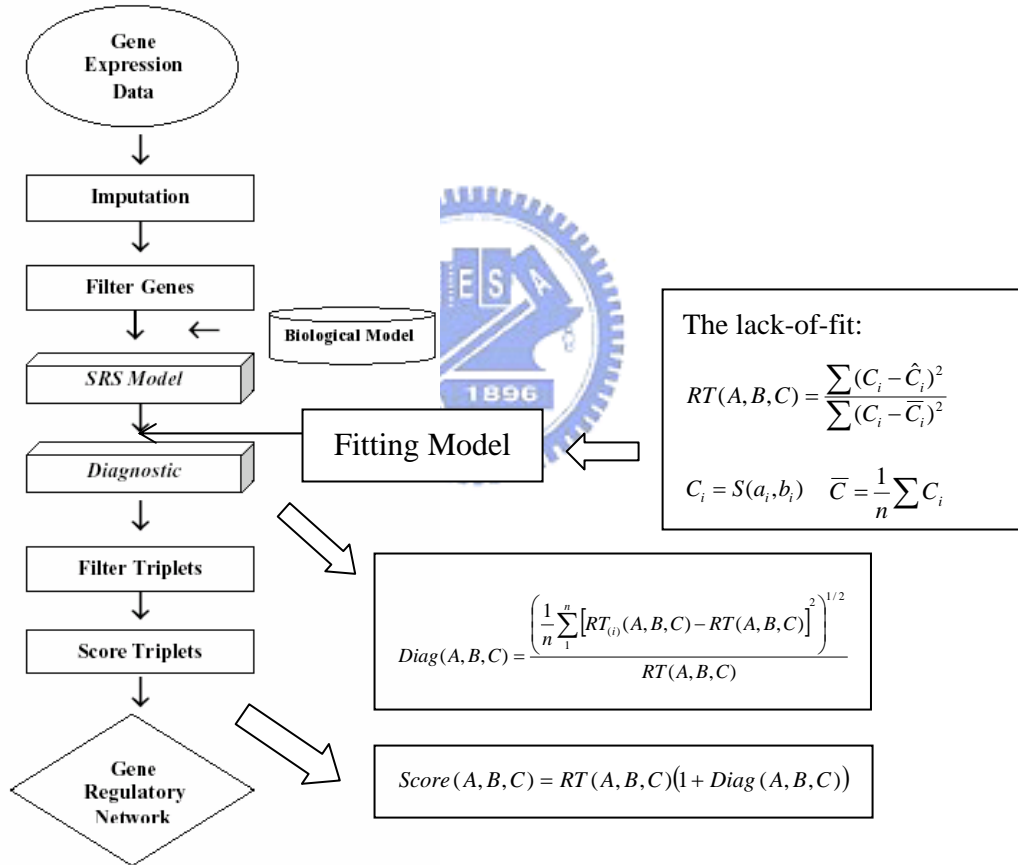 Gene
Expression
Data
Imputation
Filter Genes
Biological Model
SRS Model
Diagnostic
Filter Triplets
Score Triplets
Gene
Regulatory
Network
E S A
1896
Fitting Model
The lack-of-fit:
RT(A,B,C) = ∑(C_i − Ĉ_i)² / ∑(C_i − C̅_i)²
C_i = S(a_i,b_i)  C̅ = 1/n ∑ C_i
Diag(A,B,C) = (1/n ∑_1^n [RT_(i)(A,B,C) − RT(A,B,C)]²)^1/2 / RT(A,B,C)
Score(A,B,C) = RT(A,B,C)(1 + Diag(A,B,C))